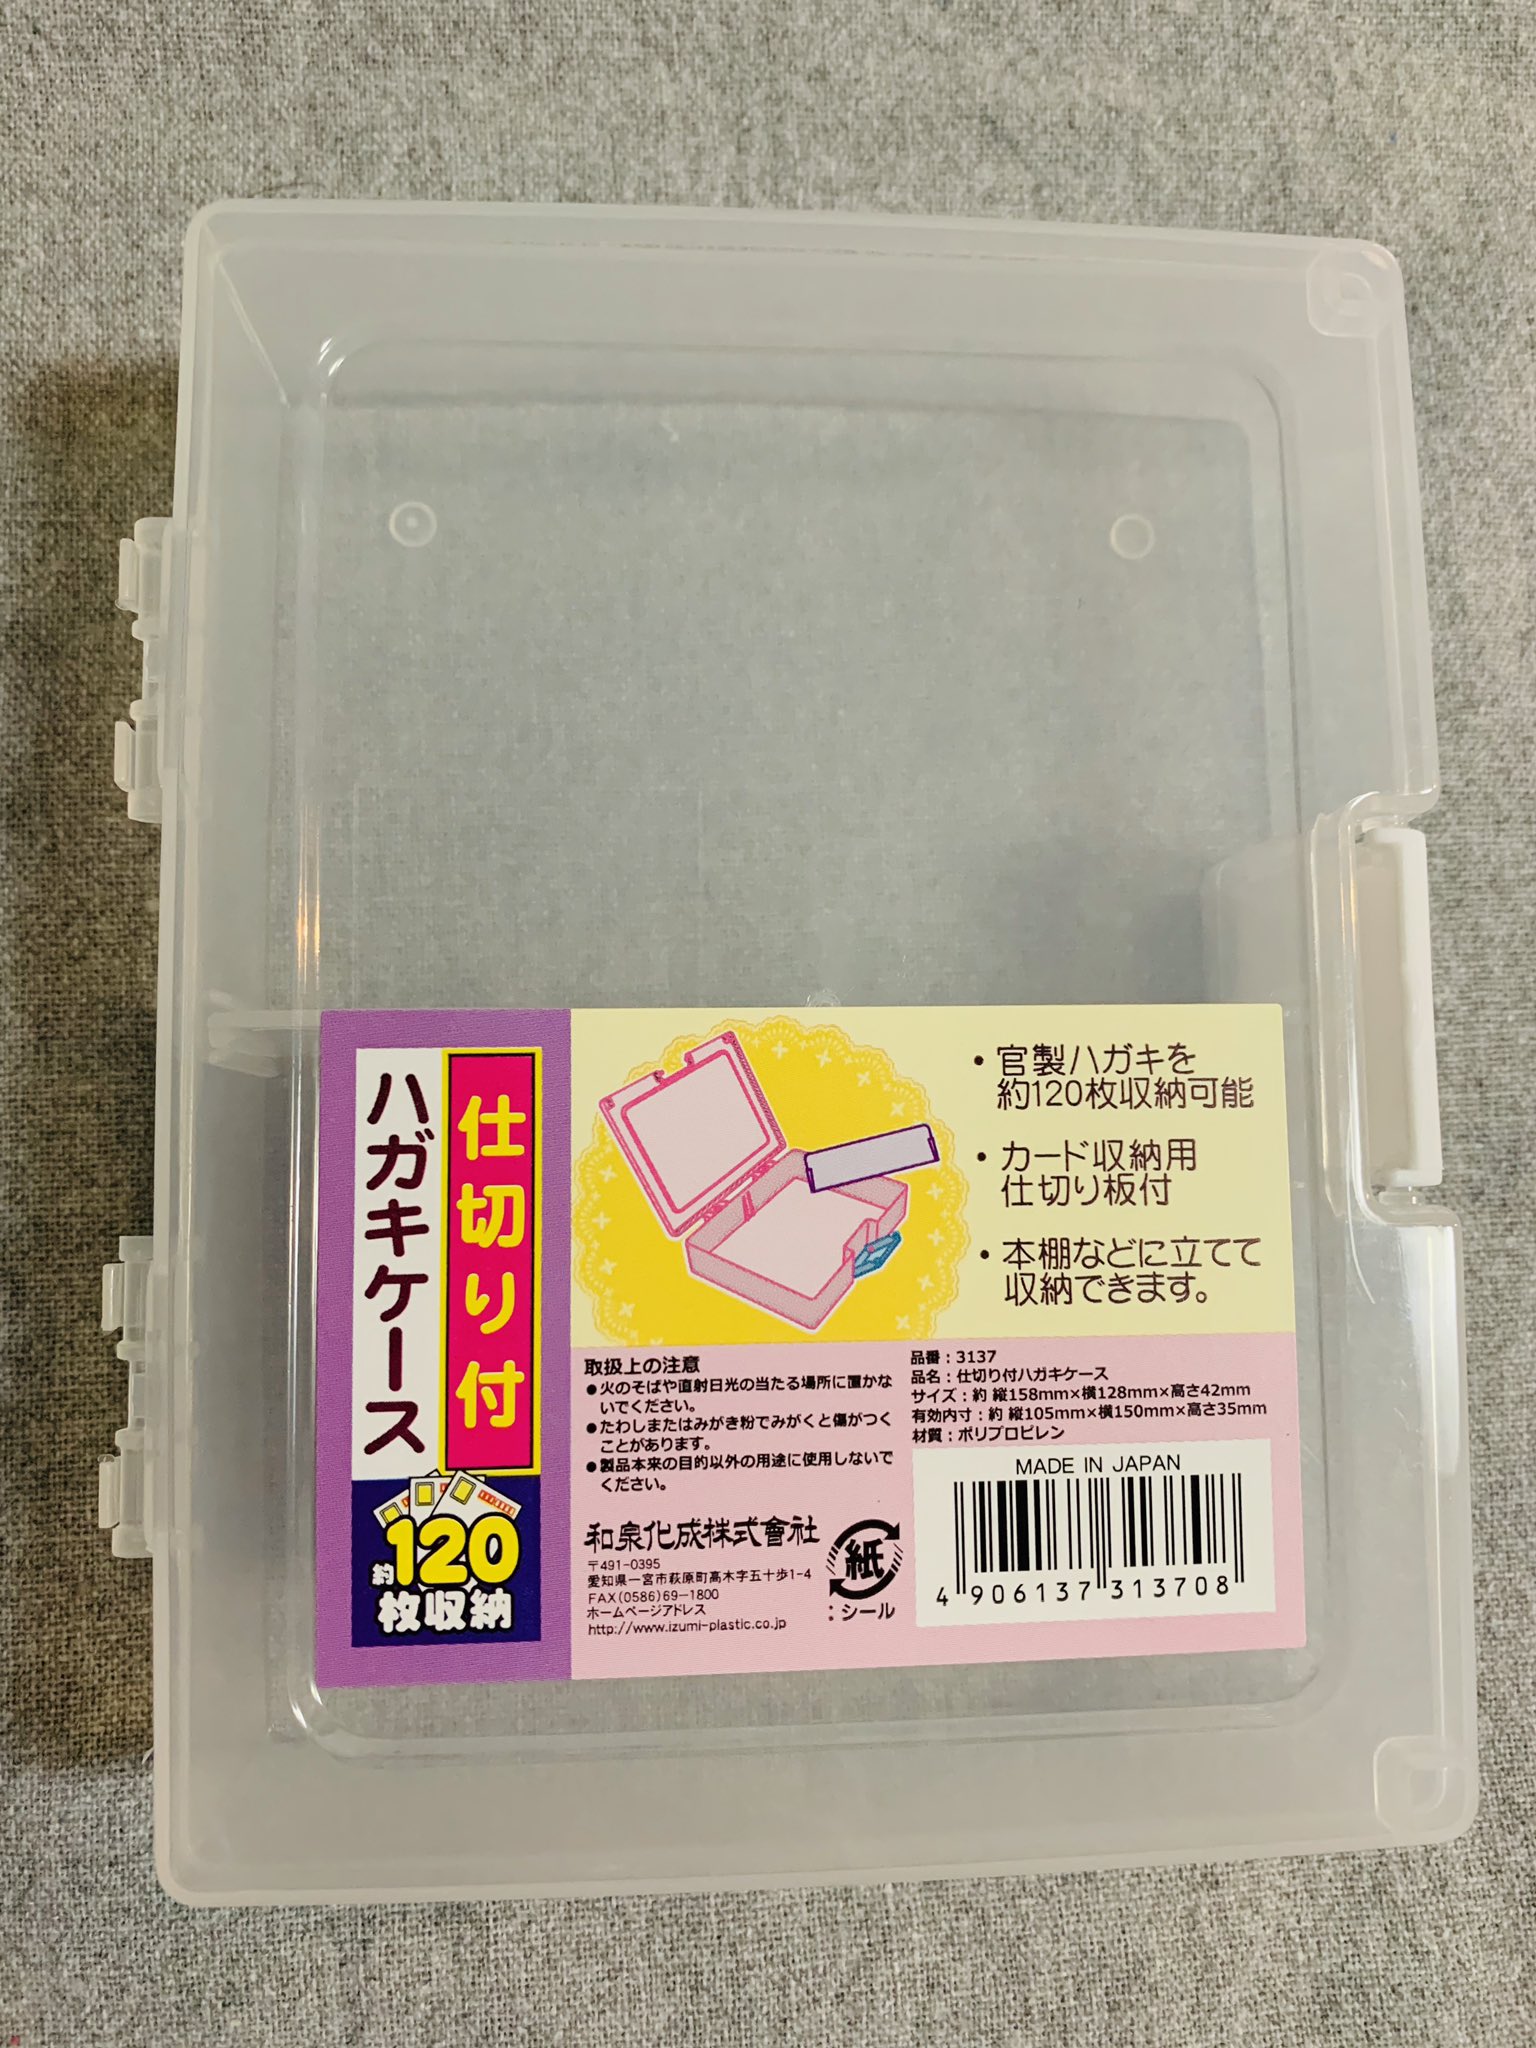 仕切り付
ハガキケース
約120
枚収納
・官製ハガキを
約120枚収納可能
・カード収納用
仕切り板付
・本棚などに立てて
収納できます。
取扱上の注意
●火のそばや直射日光の当たる場所に置かな
いでください。
●たわしまたはみがき粉でみがくと傷がつく
ことがあります。
●製品本来の目的以外の用途に使用しないで
ください。
和泉化成株式會社
〒491-0395
愛知県一宮市萩原町高木字五十歩1-4
FAX(0586)69-1800
ホームページアドレス
http://www.izumi-plastic.co.jp
紙
:シール
品番:3137
品名:仕切り付ハガキケース
サイズ:約 縦158mm×横128mm×高さ42mm
有効内寸:約 縦105mm×横150mm×高さ35mm
材質:ポリプロピレン
MADE IN JAPAN
4 906137 313708